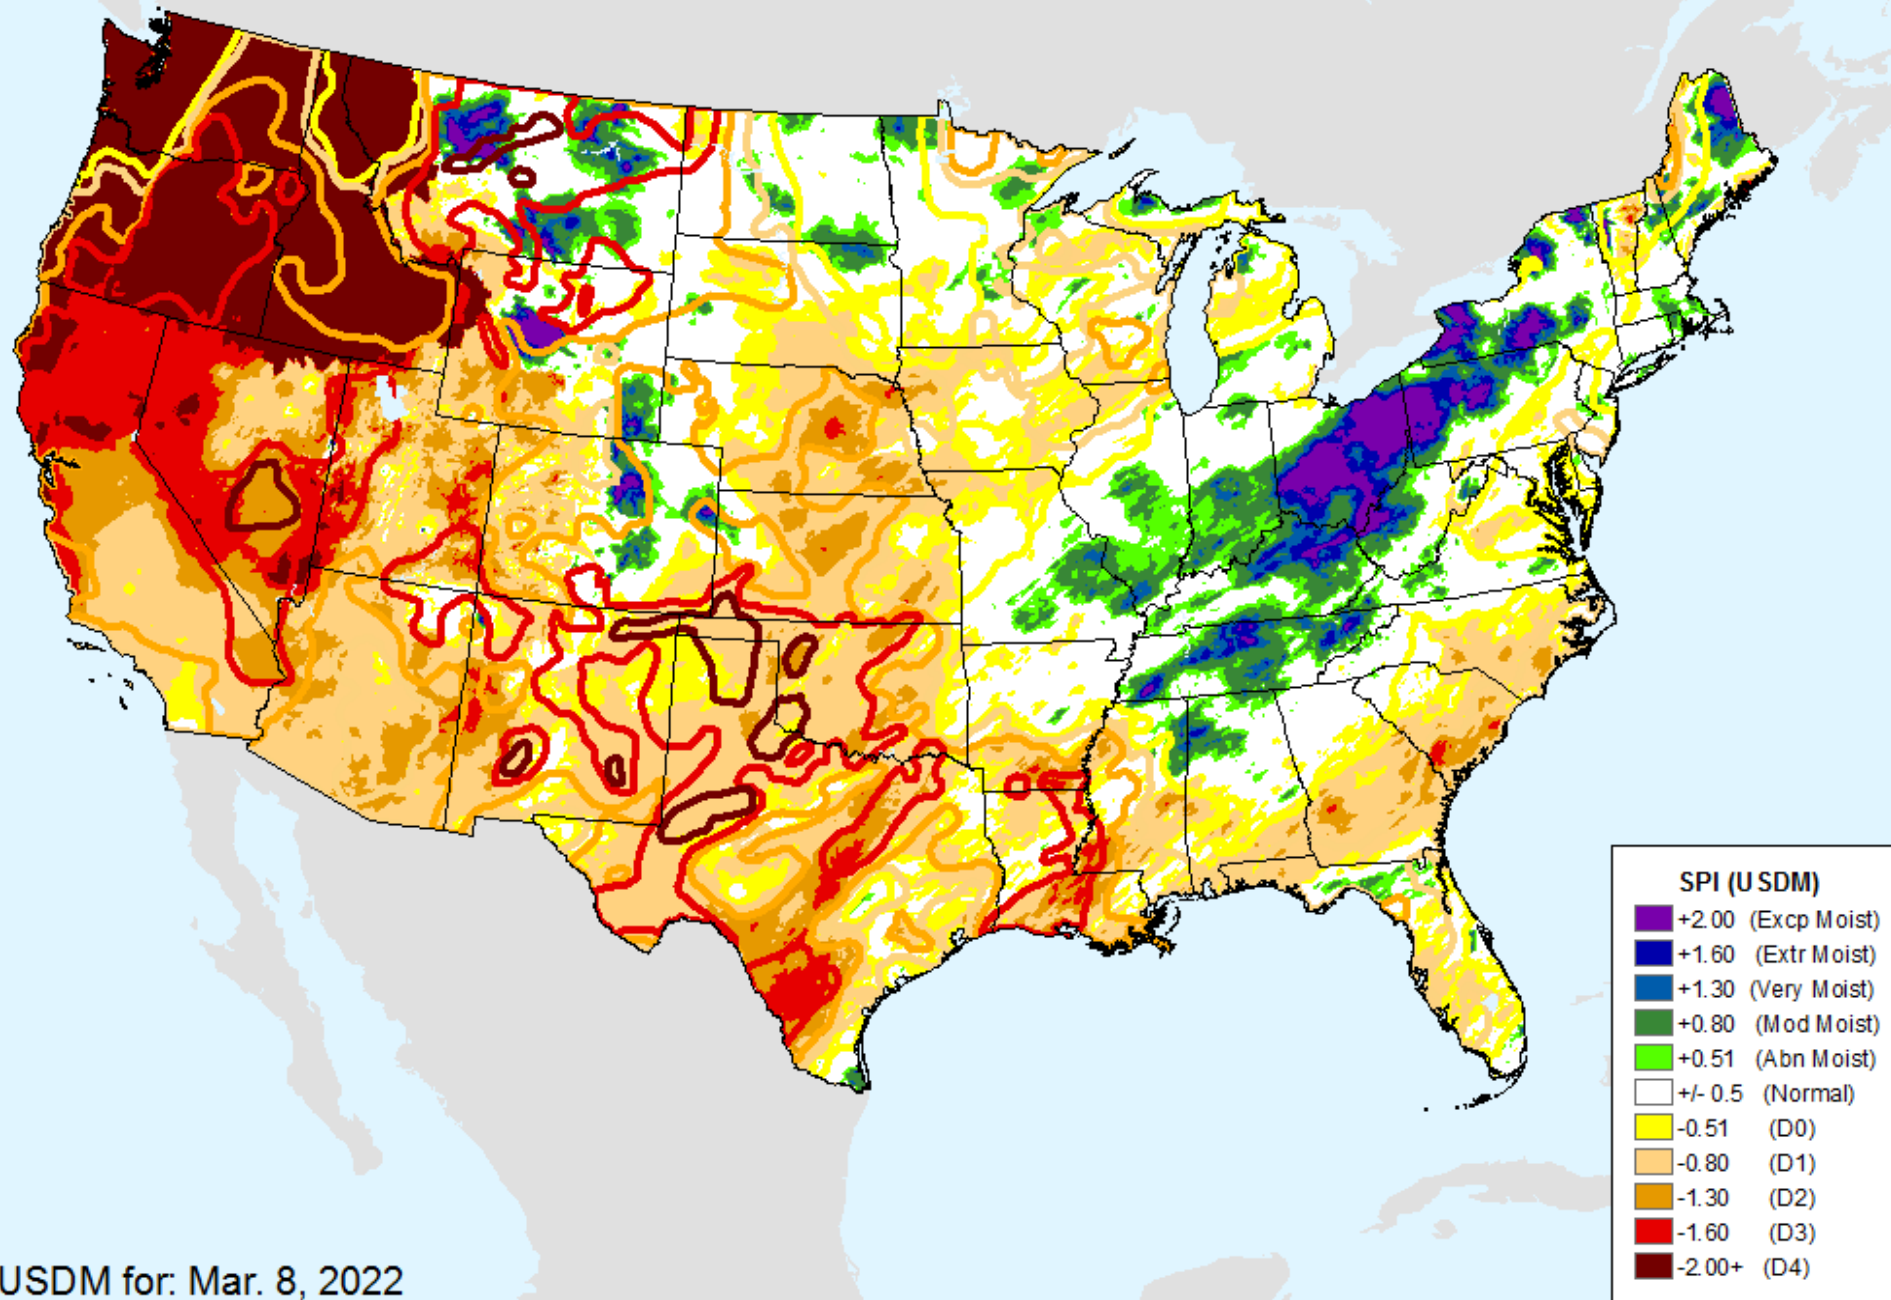 SPI (USDM)
+2.00 (Excp Moist)
+1.60 (Extr Moist)
+1.30 (Very Moist)
+0.80 (Mod Moist)
+0.51 (Abn Moist)
+/- 0.5 (Normal)
-0.51 (D0)
-0.80 (D1)
-1.30 (D2)
-1.60 (D3)
-2.00+ (D4)
USDM for: Mar. 8, 2022